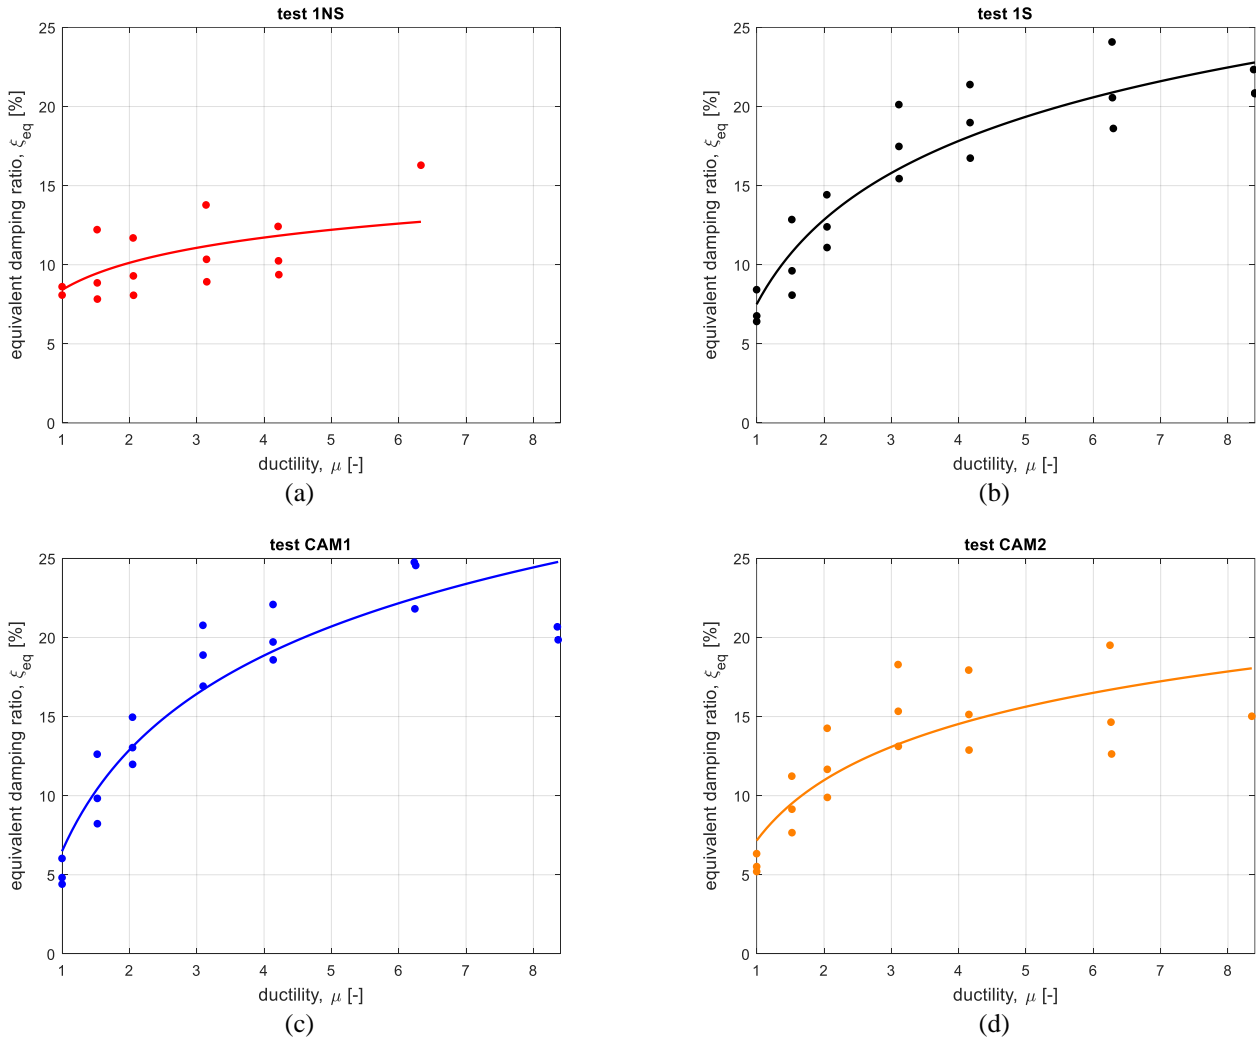 test 1NS
equivalent damping ratio, ξeq [%]
25
20
15
10
5
0
1 2 3 4 5 6 7 8
ductility, μ [-]
(a)
test 1S
equivalent damping ratio, ξeq [%]
25
20
15
10
5
0
1 2 3 4 5 6 7 8
ductility, μ [-]
(b)
test CAM1
equivalent damping ratio, ξeq [%]
25
20
15
10
5
0
1 2 3 4 5 6 7 8
ductility, μ [-]
(c)
test CAM2
equivalent damping ratio, ξeq [%]
25
20
15
10
5
0
1 2 3 4 5 6 7 8
ductility, μ [-]
(d)